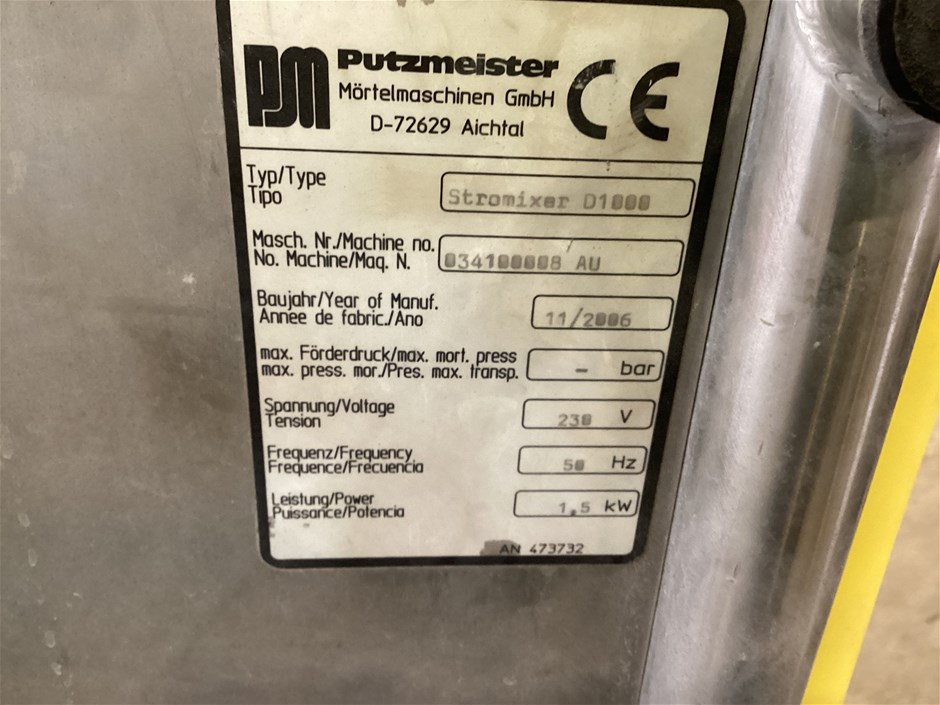 PM Putzmeister CE
Mörtelmaschinen GmbH
D-72629 Aichtal
Typ/Type
Tipo
Stromixer D1000
Masch. Nr./Machine no.
No. Machine/Maq. N.
034100008 AU
Baujahr/Year of Manuf.
Annee de fabric./Ano
11/2006
max. Förderdruck/max. mort. press
max. press. mor./Pres. max. transp.
– bar
Spannung/Voltage
Tension
230 V
Frequenz/Frequency
Frequence/Frecuencia
50 Hz
Leistung/Power
Puissance/Potencia
1,5 kW
AN 473732